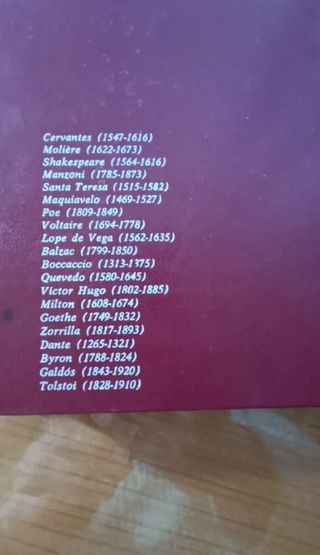 Cervantes (1547-1616)
Molière (1622-1673)
Shakespeare (1564-1616)
Manzoni (1785-1873)
Santa Teresa (1515-1582)
Maquiavelo (1469-1527)
Poe (1809-1849)
Voltaire (1694-1778)
Lope de Vega (1562-1635)
Balzac (1799-1850)
Boccaccio (1313-1375)
Quevedo (1580-1645)
Víctor Hugo (1802-1885)
Milton (1608-1674)
Goethe (1749-1832)
Zorrilla (1817-1893)
Dante (1265-1321)
Byron (1788-1824)
Galdós (1843-1920)
Tolstoi (1828-1910)